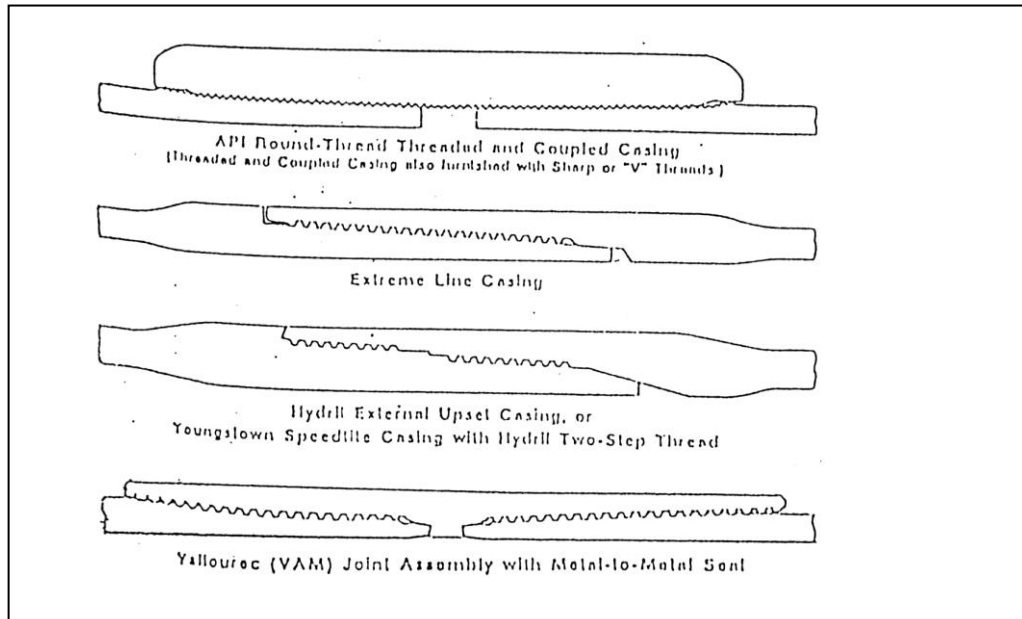 API Round-Thread Threaded and Coupled Casing
(Threaded and Coupled Casing also furnished with Sharp or "V" Threads)
Extreme Line Casing
Hydril External Upset Casing, or
Youngstown Speedtite Casing with Hydril Two-Step Thread
Vallourec (VAM) Joint Assembly with Metal-to-Metal Seal